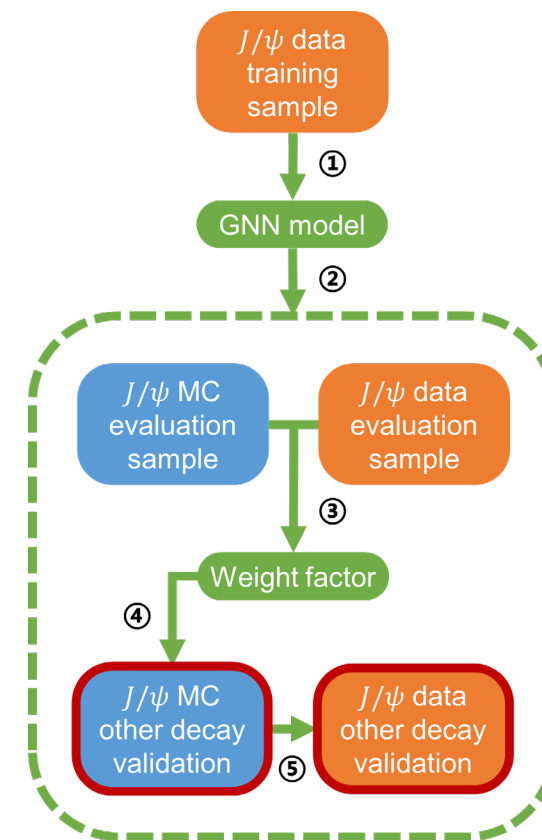 J/ψ data
training
sample
①
GNN model
②
J/ψ MC
evaluation
sample
J/ψ data
evaluation
sample
③
Weight factor
④
J/ψ MC
other decay
validation
⑤
J/ψ data
other decay
validation